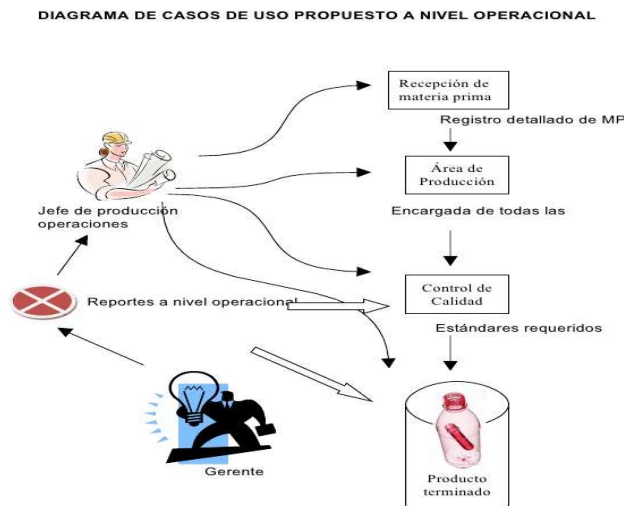 DIAGRAMA DE CASOS DE USO PROPUESTO A NIVEL OPERACIONAL
Recepción de
materia prima
Registro detallado de MP
Área de
Producción
Jefe de producción
operaciones
Encargada de todas las
Control de
Calidad
Reportes a nivel operacional
Estándares requeridos
Gerente
Producto
terminado